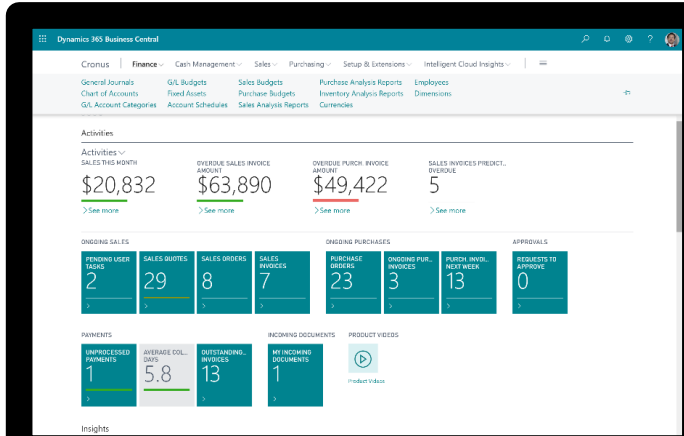 Dynamics 365 Business Central
?
Cronus Finance Cash Management Sales Purchasing Setup & Extensions Intelligent Cloud Insights
General Journals G/L Budgets Sales Budgets Purchase Analysis Reports Employees
Chart of Accounts Fixed Assets Purchase Budgets Inventory Analysis Reports Dimensions
G/L Account Categories Account Schedules Sales Analysis Reports Currencies
Activities
Activities
SALES THIS MONTH
$20,832
See more
OVERDUE SALES INVOICE
AMOUNT
$63,890
See more
OVERDUE PURCH. INVOICE
AMOUNT
$49,422
See more
SALES INVOICES PREDICT..
OVERDUE
5
See more
ONGOING SALES
PENDING USER
TASKS
2
SALES QUOTES
29
SALES ORDERS
8
SALES
INVOICES
7
ONGOING PURCHASES
PURCHASE
ORDERS
23
ONGOING PUR..
INVOICES
3
PURCH. INVOI..
NEXT WEEK
13
APPROVALS
REQUESTS TO
APPROVE
0
PAYMENTS
UNPROCESSED
PAYMENTS
1
AVERAGE COL..
DAYS
5.8
OUTSTANDING..
INVOICES
13
INCOMING DOCUMENTS
MY INCOMING
DOCUMENTS
1
PRODUCT VIDEOS
Product Videos
Insights